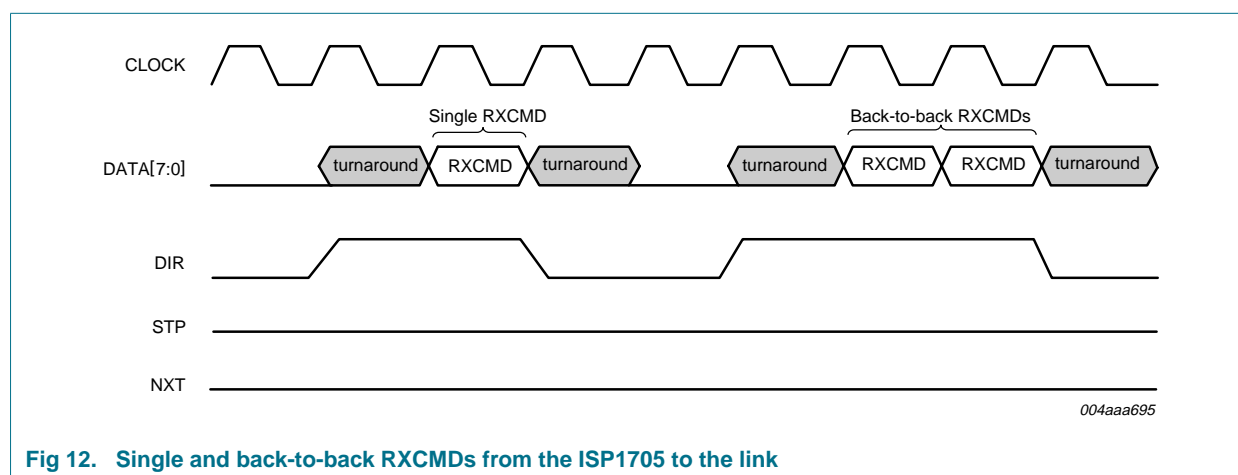 CLOCK
Single RXCMD
Back-to-back RXCMDs
DATA[7:0]
turnaround RXCMD turnaround turnaround RXCMD RXCMD turnaround
DIR
STP
NXT
004aaa695
Fig 12. Single and back-to-back RXCMDs from the ISP1705 to the link